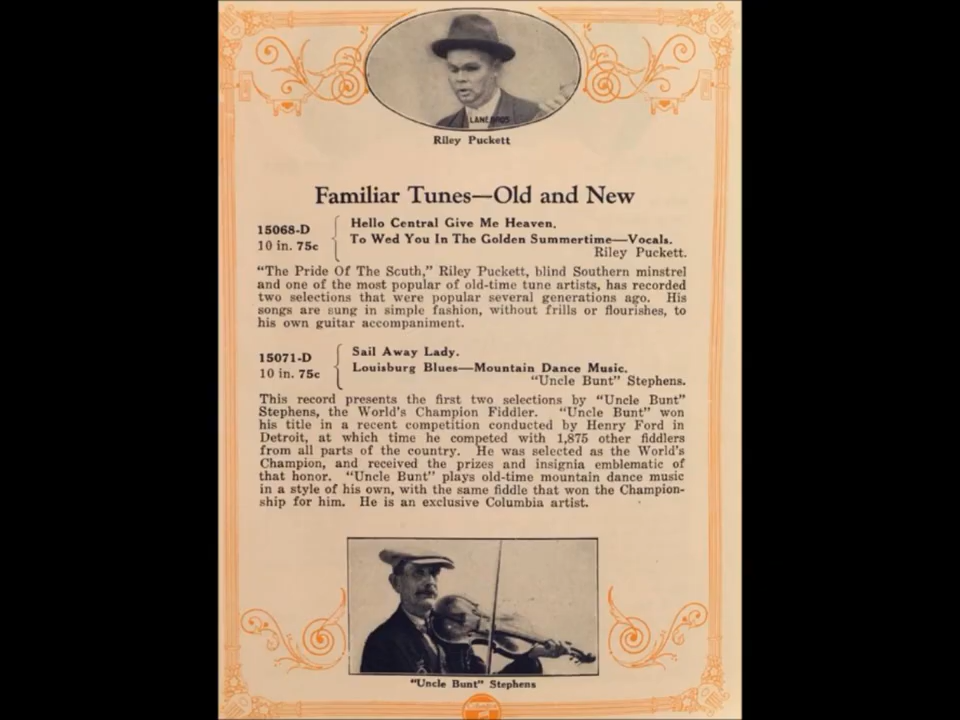 LANE BROS
Riley Puckett
Familiar Tunes—Old and New
15068-D
10 in. 75c
Hello Central Give Me Heaven.
To Wed You In The Golden Summertime—Vocals.
Riley Puckett.
"The Pride Of The South," Riley Puckett, blind Southern minstrel
and one of the most popular of old-time tune artists, has recorded
two selections that were popular several generations ago. His
songs are sung in simple fashion, without frills or flourishes, to
his own guitar accompaniment.
15071-D
10 in. 75c
Sail Away Lady.
Louisburg Blues—Mountain Dance Music.
"Uncle Bunt" Stephens.
This record presents the first two selections by "Uncle Bunt"
Stephens, the World's Champion Fiddler. "Uncle Bunt" won
his title in a recent competition conducted by Henry Ford in
Detroit, at which time he competed with 1,875 other fiddlers
from all parts of the country. He was selected as the World's
Champion, and received the prizes and insignia emblematic of
that honor. "Uncle Bunt" plays old-time mountain dance music
in a style of his own, with the same fiddle that won the Champion-
ship for him. He is an exclusive Columbia artist.
"Uncle Bunt" Stephens